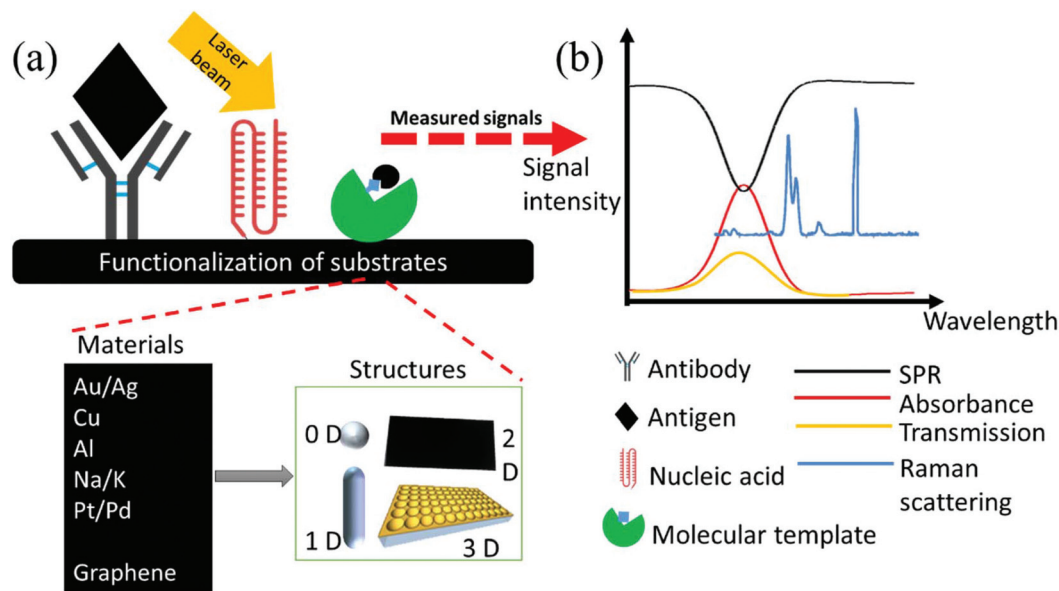 (a)
Laser
beam
Measured signals
Functionalization of substrates
Materials
Au/Ag
Cu
Al
Na/K
Pt/Pd
Graphene
Structures
0 D
2
D
1 D
3 D
(b)
Signal
intensity
Wavelength
Antibody
Antigen
Nucleic acid
Molecular template
SPR
Absorbance
Transmission
Raman
scattering